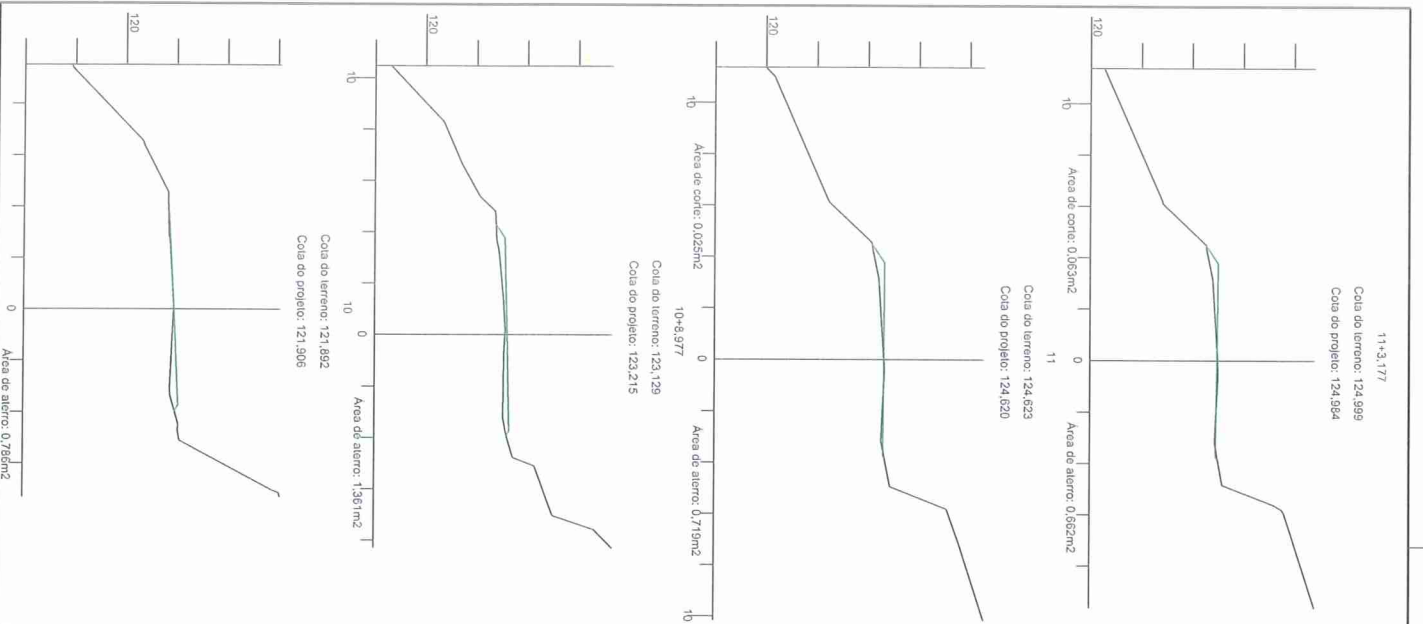 11+3,177
Cota do terreno: 124,999
Cota do projeto: 124,984
120
10 0
Área de corte: 0,063m2 Área de aterro: 0,662m2
11
Cota do terreno: 124,623
Cota do projeto: 124,620
120
10 0 10
Área de corte: 0,025m2 Área de aterro: 0,719m2
10+8,977
Cota do terreno: 123,129
Cota do projeto: 123,215
120
10 0
Área de aterro: 1,361m2
10
Cota do terreno: 121,892
Cota do projeto: 121,906
120
0
Área de aterro: 0,786m2